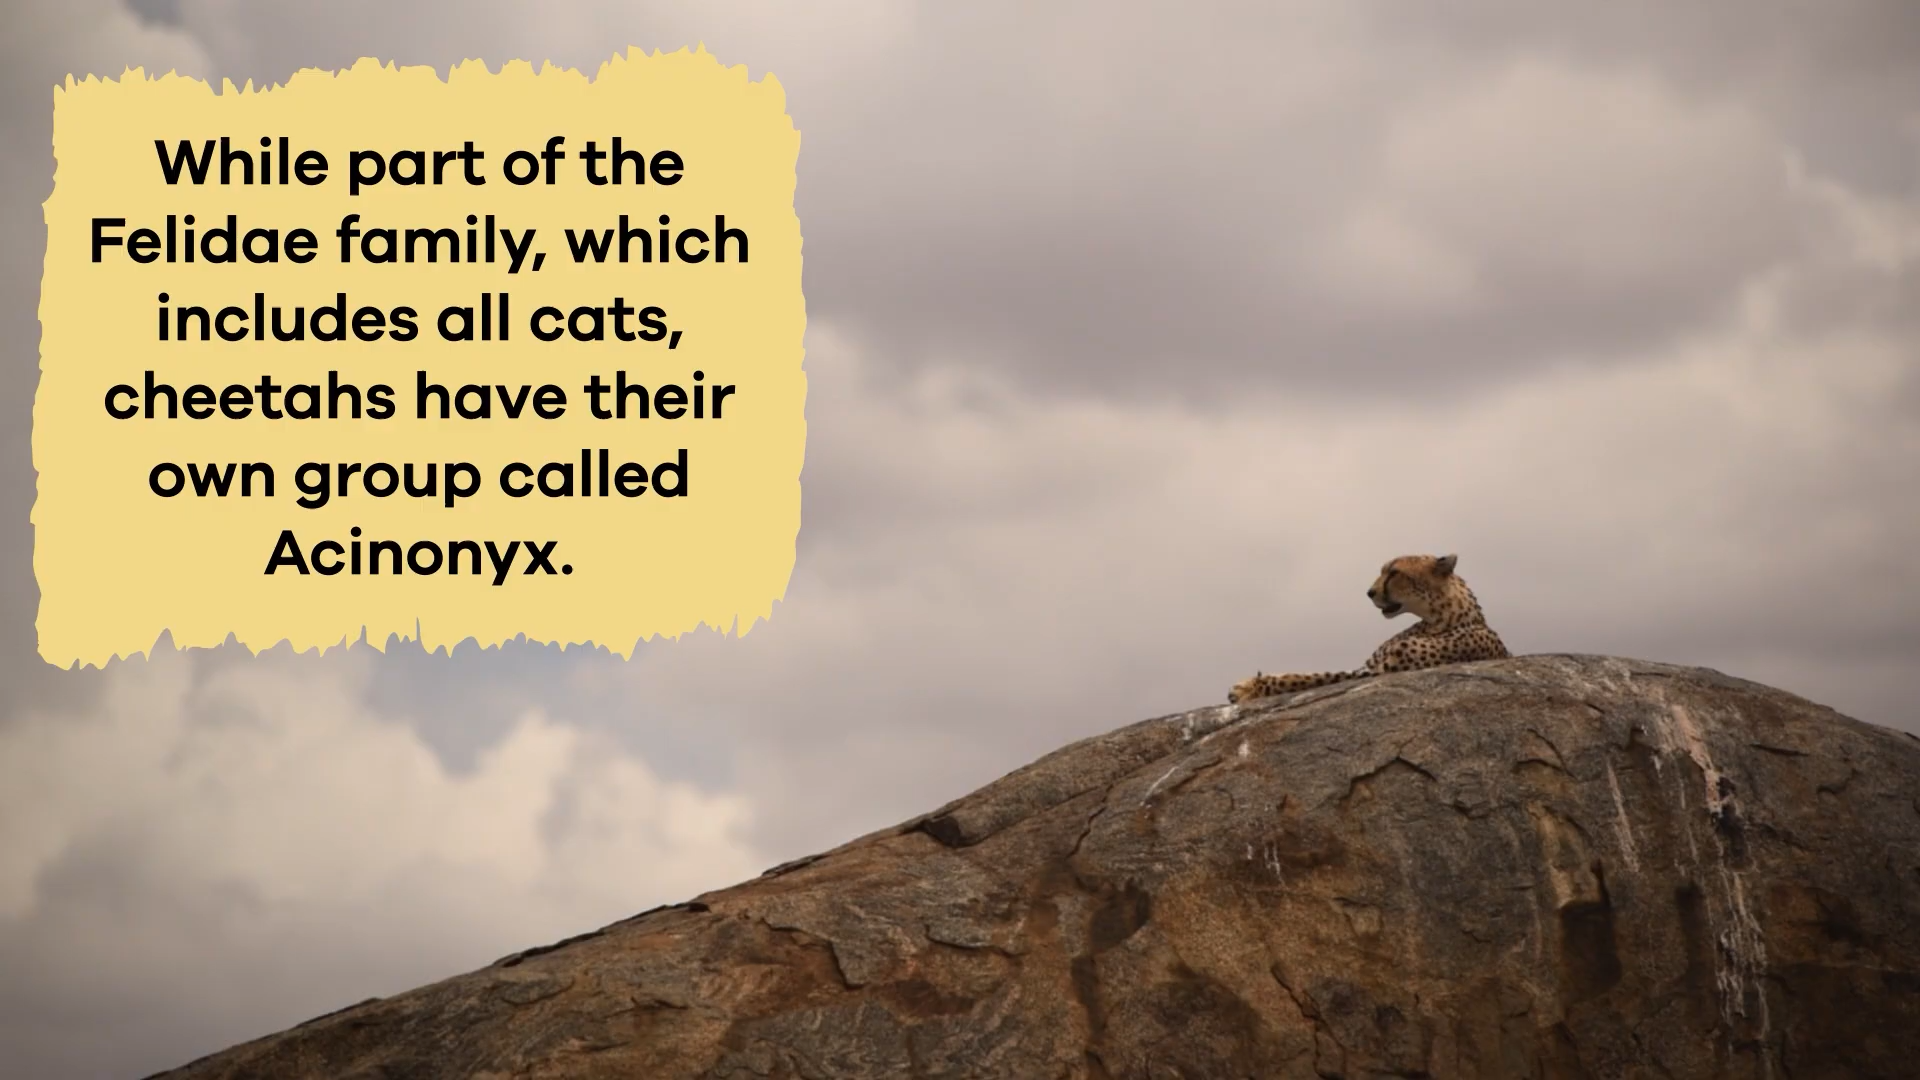 While part of the
Felidae family, which
includes all cats,
cheetahs have their
own group called
Acinonyx.